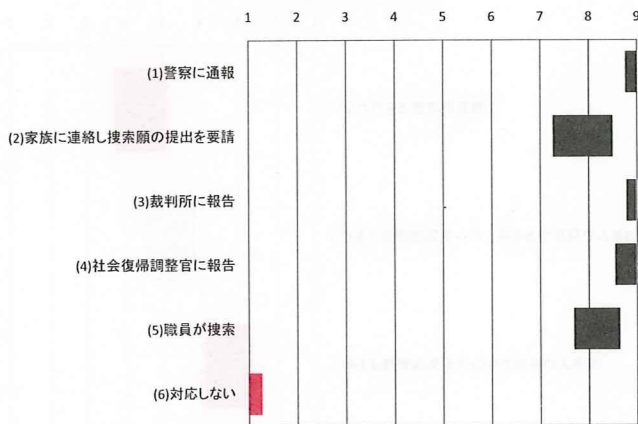 1 2 3 4 5 6 7 8 9
(1)警察に通報
(2)家族に連絡し捜索願の提出を要請
(3)裁判所に報告
(4)社会復帰調整官に報告
(5)職員が捜索
(6)対応しない